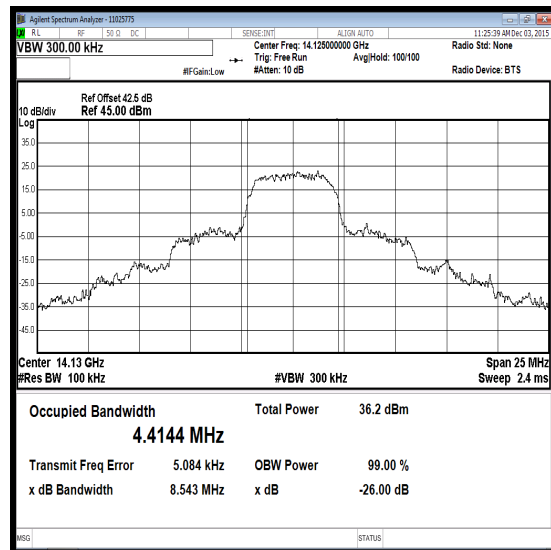 Agilent Spectrum Analyzer - 11025775
LXI RL RF 50 Ω DC SENSE:INT ALIGN AUTO 11:25:39 AM Dec 03, 2015
VBW 300.00 kHz Center Freq: 14.125000000 GHz Radio Std: None
Trig: Free Run Avg|Hold: 100/100
#IFGain:Low #Atten: 10 dB Radio Device: BTS
Ref Offset 42.5 dB
10 dB/div Ref 45.00 dBm
Log
35.0
25.0
15.0
5.00
-5.00
-15.0
-25.0
-35.0
-45.0
Center 14.13 GHz Span 25 MHz
#Res BW 100 kHz #VBW 300 kHz Sweep 2.4 ms
Occupied Bandwidth Total Power 36.2 dBm
4.4144 MHz
Transmit Freq Error 5.084 kHz OBW Power 99.00 %
x dB Bandwidth 8.543 MHz x dB -26.00 dB
MSG STATUS